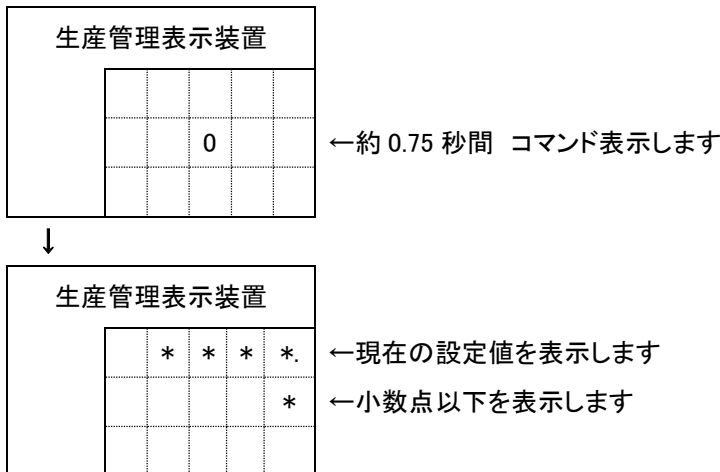 生産管理表示装置
0 ←約 0.75 秒間 コマンド表示します
↓
生産管理表示装置
* * * *. ←現在の設定値を表示します
* ←小数点以下を表示します